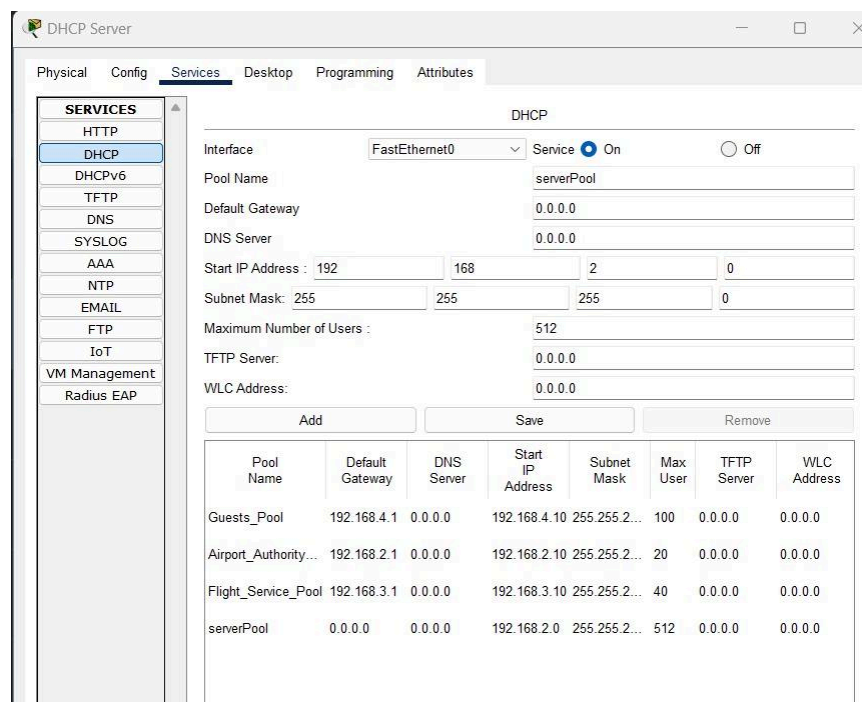 DHCP Server
Physical Config Services Desktop Programming Attributes
SERVICES
HTTP
DHCP
DHCPv6
TFTP
DNS
SYSLOG
AAA
NTP
EMAIL
FTP
IoT
VM Management
Radius EAP
DHCP
Interface FastEthernet0 Service On Off
Pool Name serverPool
Default Gateway 0.0.0.0
DNS Server 0.0.0.0
Start IP Address : 192 168 2 0
Subnet Mask: 255 255 255 0
Maximum Number of Users : 512
TFTP Server: 0.0.0.0
WLC Address: 0.0.0.0
Add Save Remove
Pool Name Default Gateway DNS Server Start IP Address Subnet Mask Max User TFTP Server WLC Address
Guests_Pool 192.168.4.1 0.0.0.0 192.168.4.10 255.255.2... 100 0.0.0.0 0.0.0.0
Airport_Authority... 192.168.2.1 0.0.0.0 192.168.2.10 255.255.2... 20 0.0.0.0 0.0.0.0
Flight_Service_Pool 192.168.3.1 0.0.0.0 192.168.3.10 255.255.2... 40 0.0.0.0 0.0.0.0
serverPool 0.0.0.0 0.0.0.0 192.168.2.0 255.255.2... 512 0.0.0.0 0.0.0.0